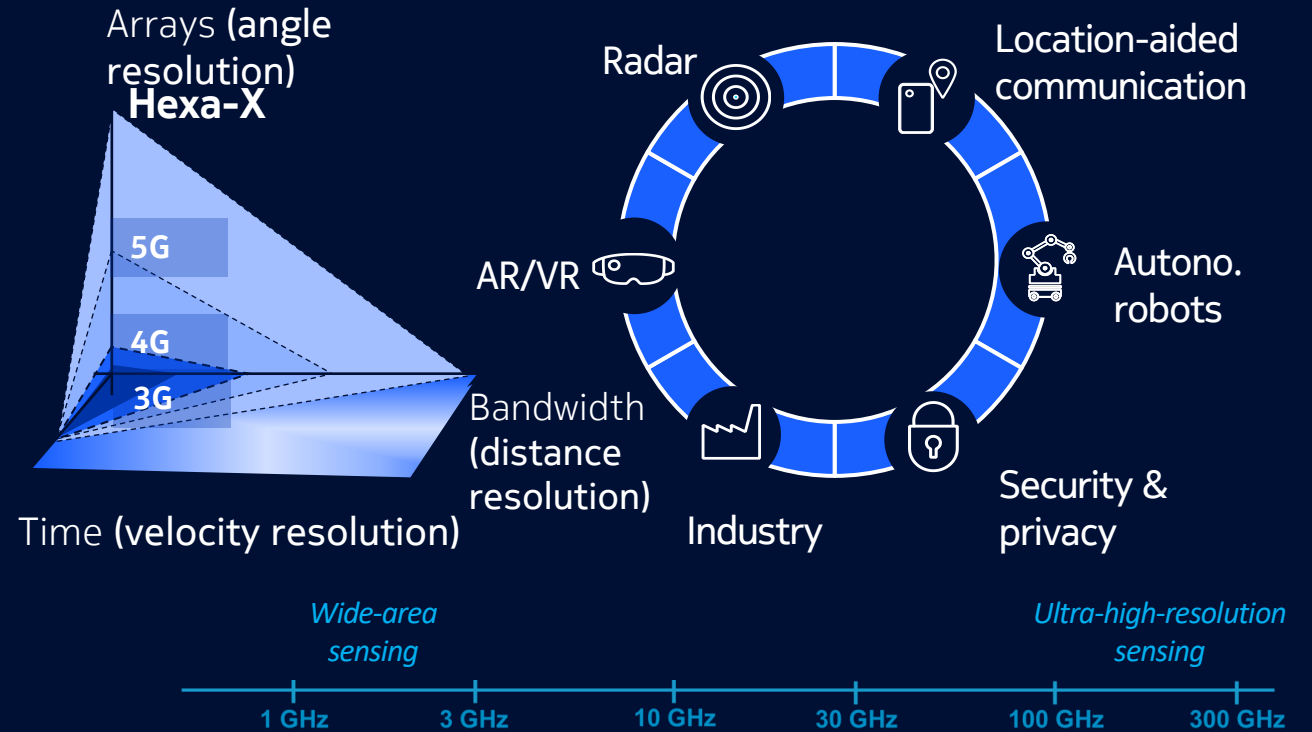 Arrays (angle
resolution)
Hexa-X
5G
4G
3G
Bandwidth
(distance
resolution)
Time (velocity resolution)
Radar
Location-aided
communication
AR/VR
Autono.
robots
Industry
Security &
privacy
Wide-area
sensing
Ultra-high-resolution
sensing
1 GHz
3 GHz
10 GHz
30 GHz
100 GHz
300 GHz